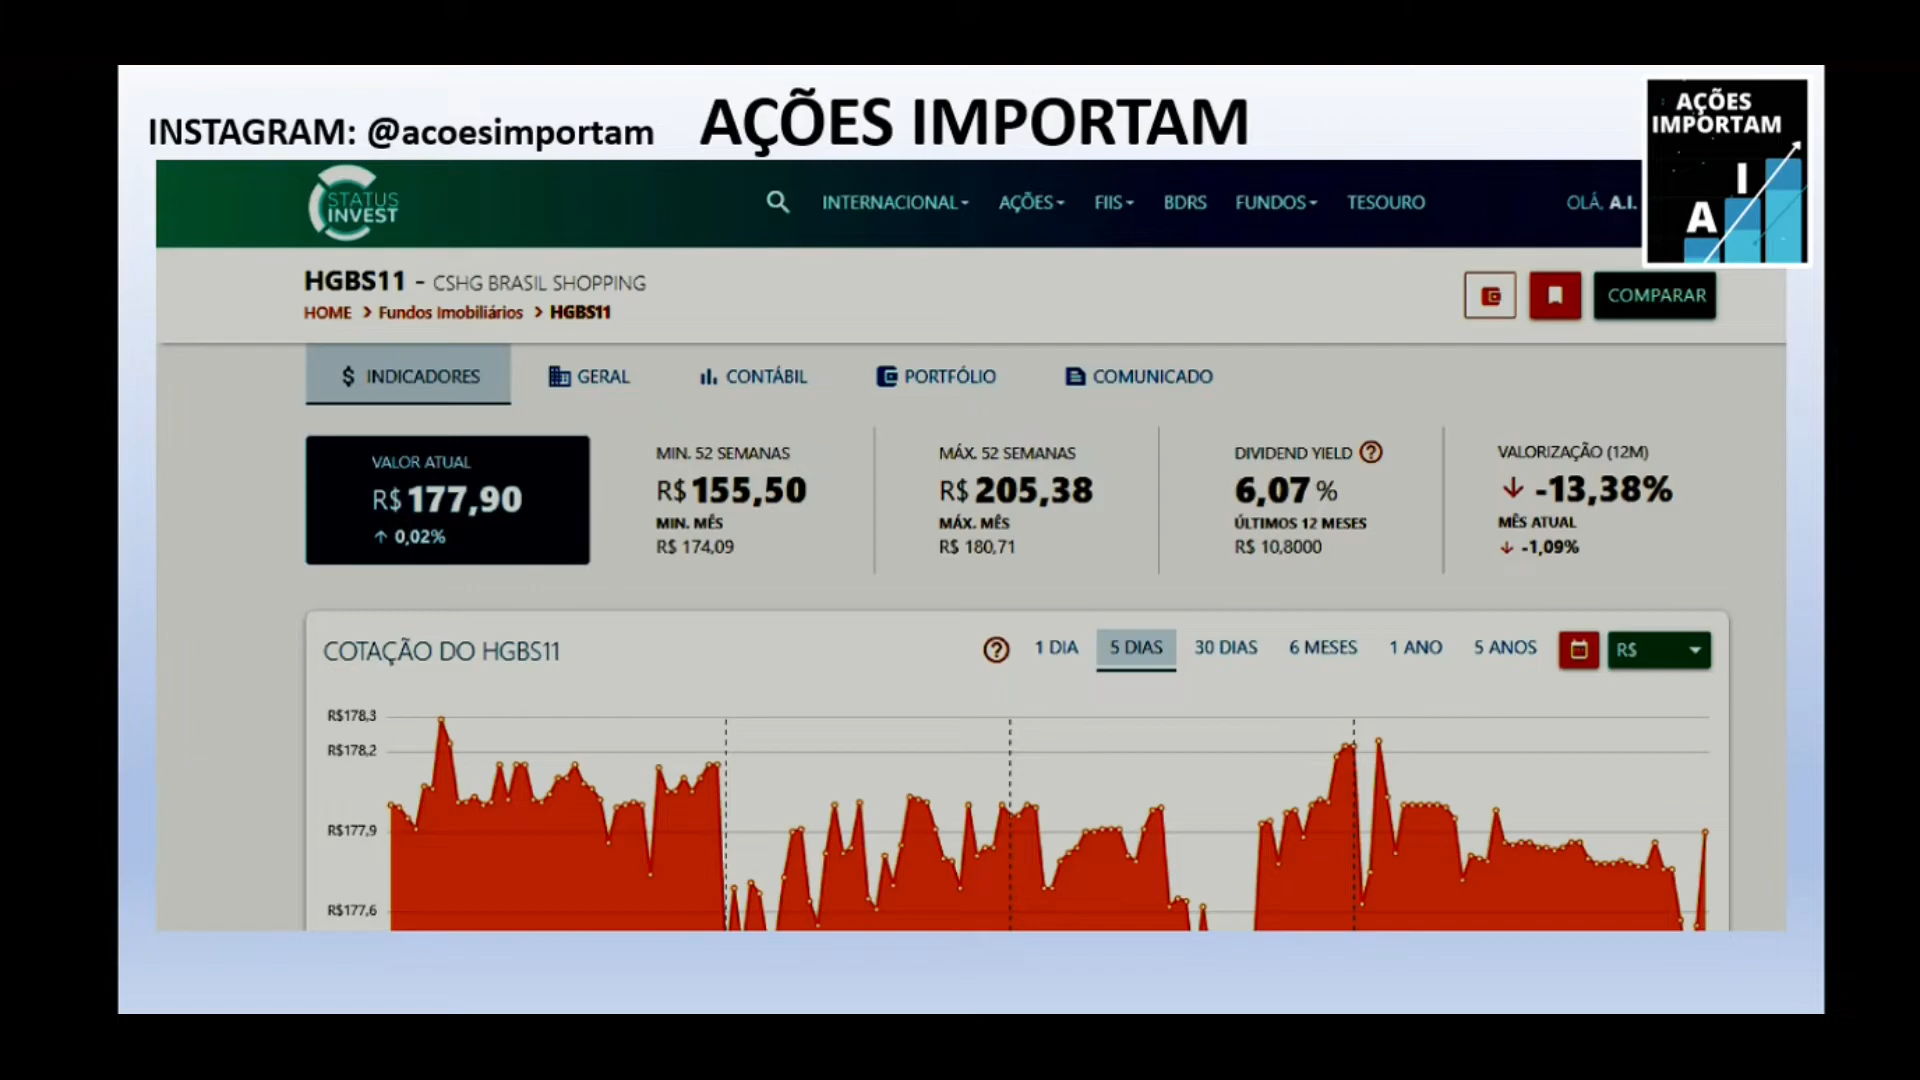 INSTAGRAM: @acoesimportam
AÇÕES IMPORTAM
AÇÕES
IMPORTAM
A
I
STATUS
INVEST
INTERNACIONAL
AÇÕES
FIIS
BDRS
FUNDOS
TESOURO
OLÁ, A.I.
HGBS11 - CSHG BRASIL SHOPPING
HOME > Fundos Imobiliários > HGBS11
COMPARAR
$ INDICADORES
GERAL
CONTÁBIL
PORTFÓLIO
COMUNICADO
VALOR ATUAL
R$ 177,90
↑ 0,02%
MIN. 52 SEMANAS
R$ 155,50
MIN. MÊS
R$ 174,09
MÁX. 52 SEMANAS
R$ 205,38
MÁX. MÊS
R$ 180,71
DIVIDEND YIELD ?
6,07 %
ÚLTIMOS 12 MESES
R$ 10,8000
VALORIZAÇÃO (12M)
↓ -13,38%
MÊS ATUAL
↓ -1,09%
COTAÇÃO DO HGBS11
?
1 DIA
5 DIAS
30 DIAS
6 MESES
1 ANO
5 ANOS
R$
R$178,3
R$178,2
R$177,9
R$177,6